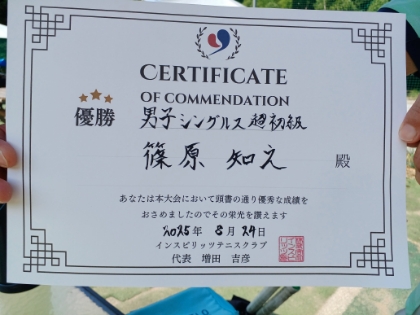 CERTIFICATE
OF COMMENDATION
優勝 男子シングルス超初級
篠原 知之 殿
あなたは本大会において頭書の通り優秀な成績を
おさめましたのでその栄光を讃えます
2025年 8月24日
インスピリッツテニスクラブ
代表 増田 吉彦